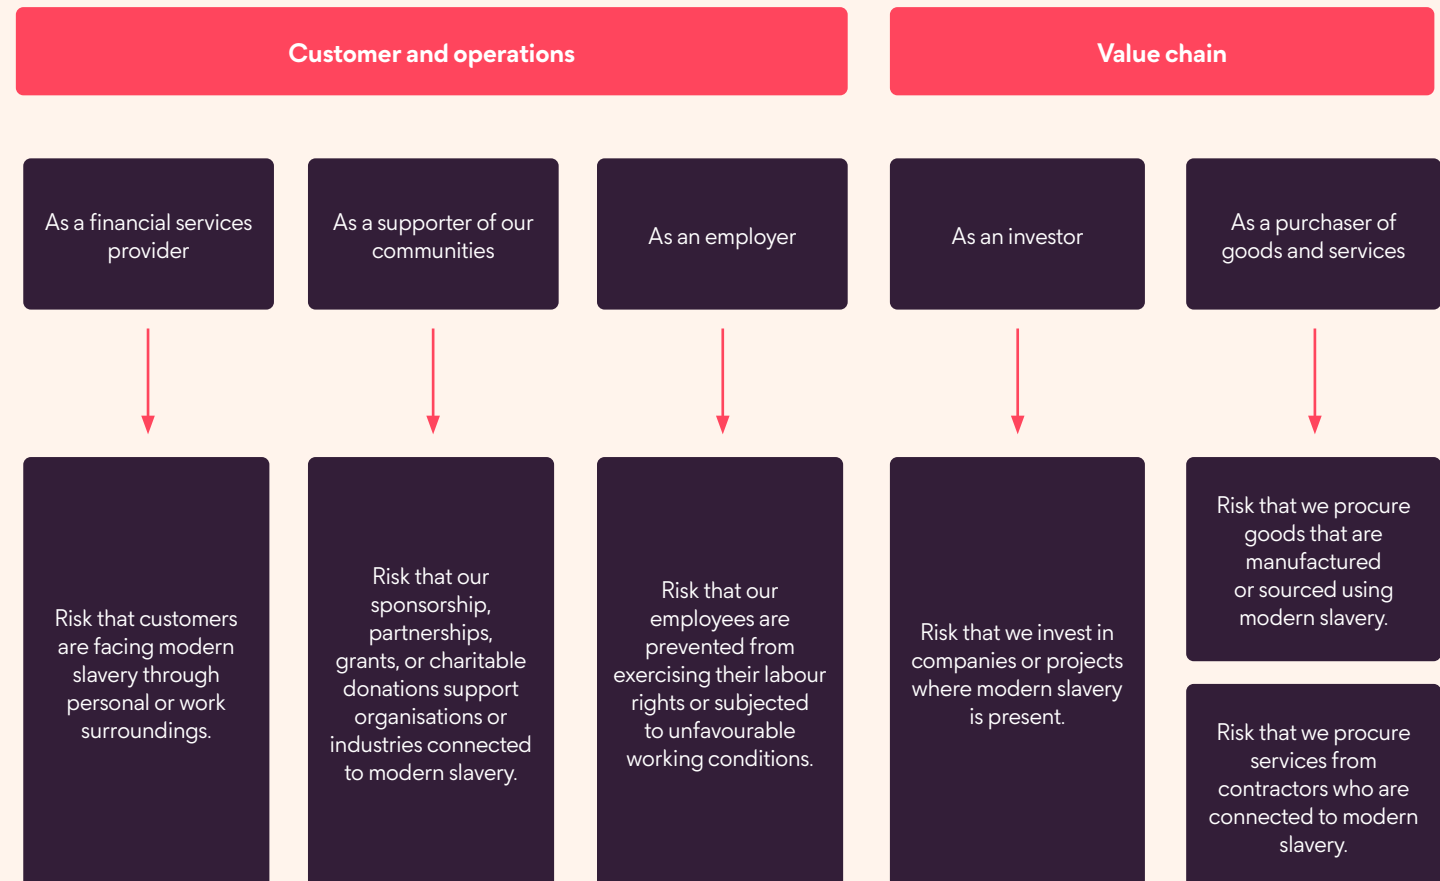 Customer and operations
Value chain
As a financial services
provider
As a supporter of our
communities
As an employer
As an investor
As a purchaser of
goods and services
Risk that customers
are facing modern
slavery through
personal or work
surroundings.
Risk that our
sponsorship,
partnerships,
grants, or charitable
donations support
organisations or
industries connected
to modern slavery.
Risk that our
employees are
prevented from
exercising their labour
rights or subjected
to unfavourable
working conditions.
Risk that we invest in
companies or projects
where modern slavery
is present.
Risk that we procure
goods that are
manufactured
or sourced using
modern slavery.
Risk that we procure
services from
contractors who are
connected to modern
slavery.